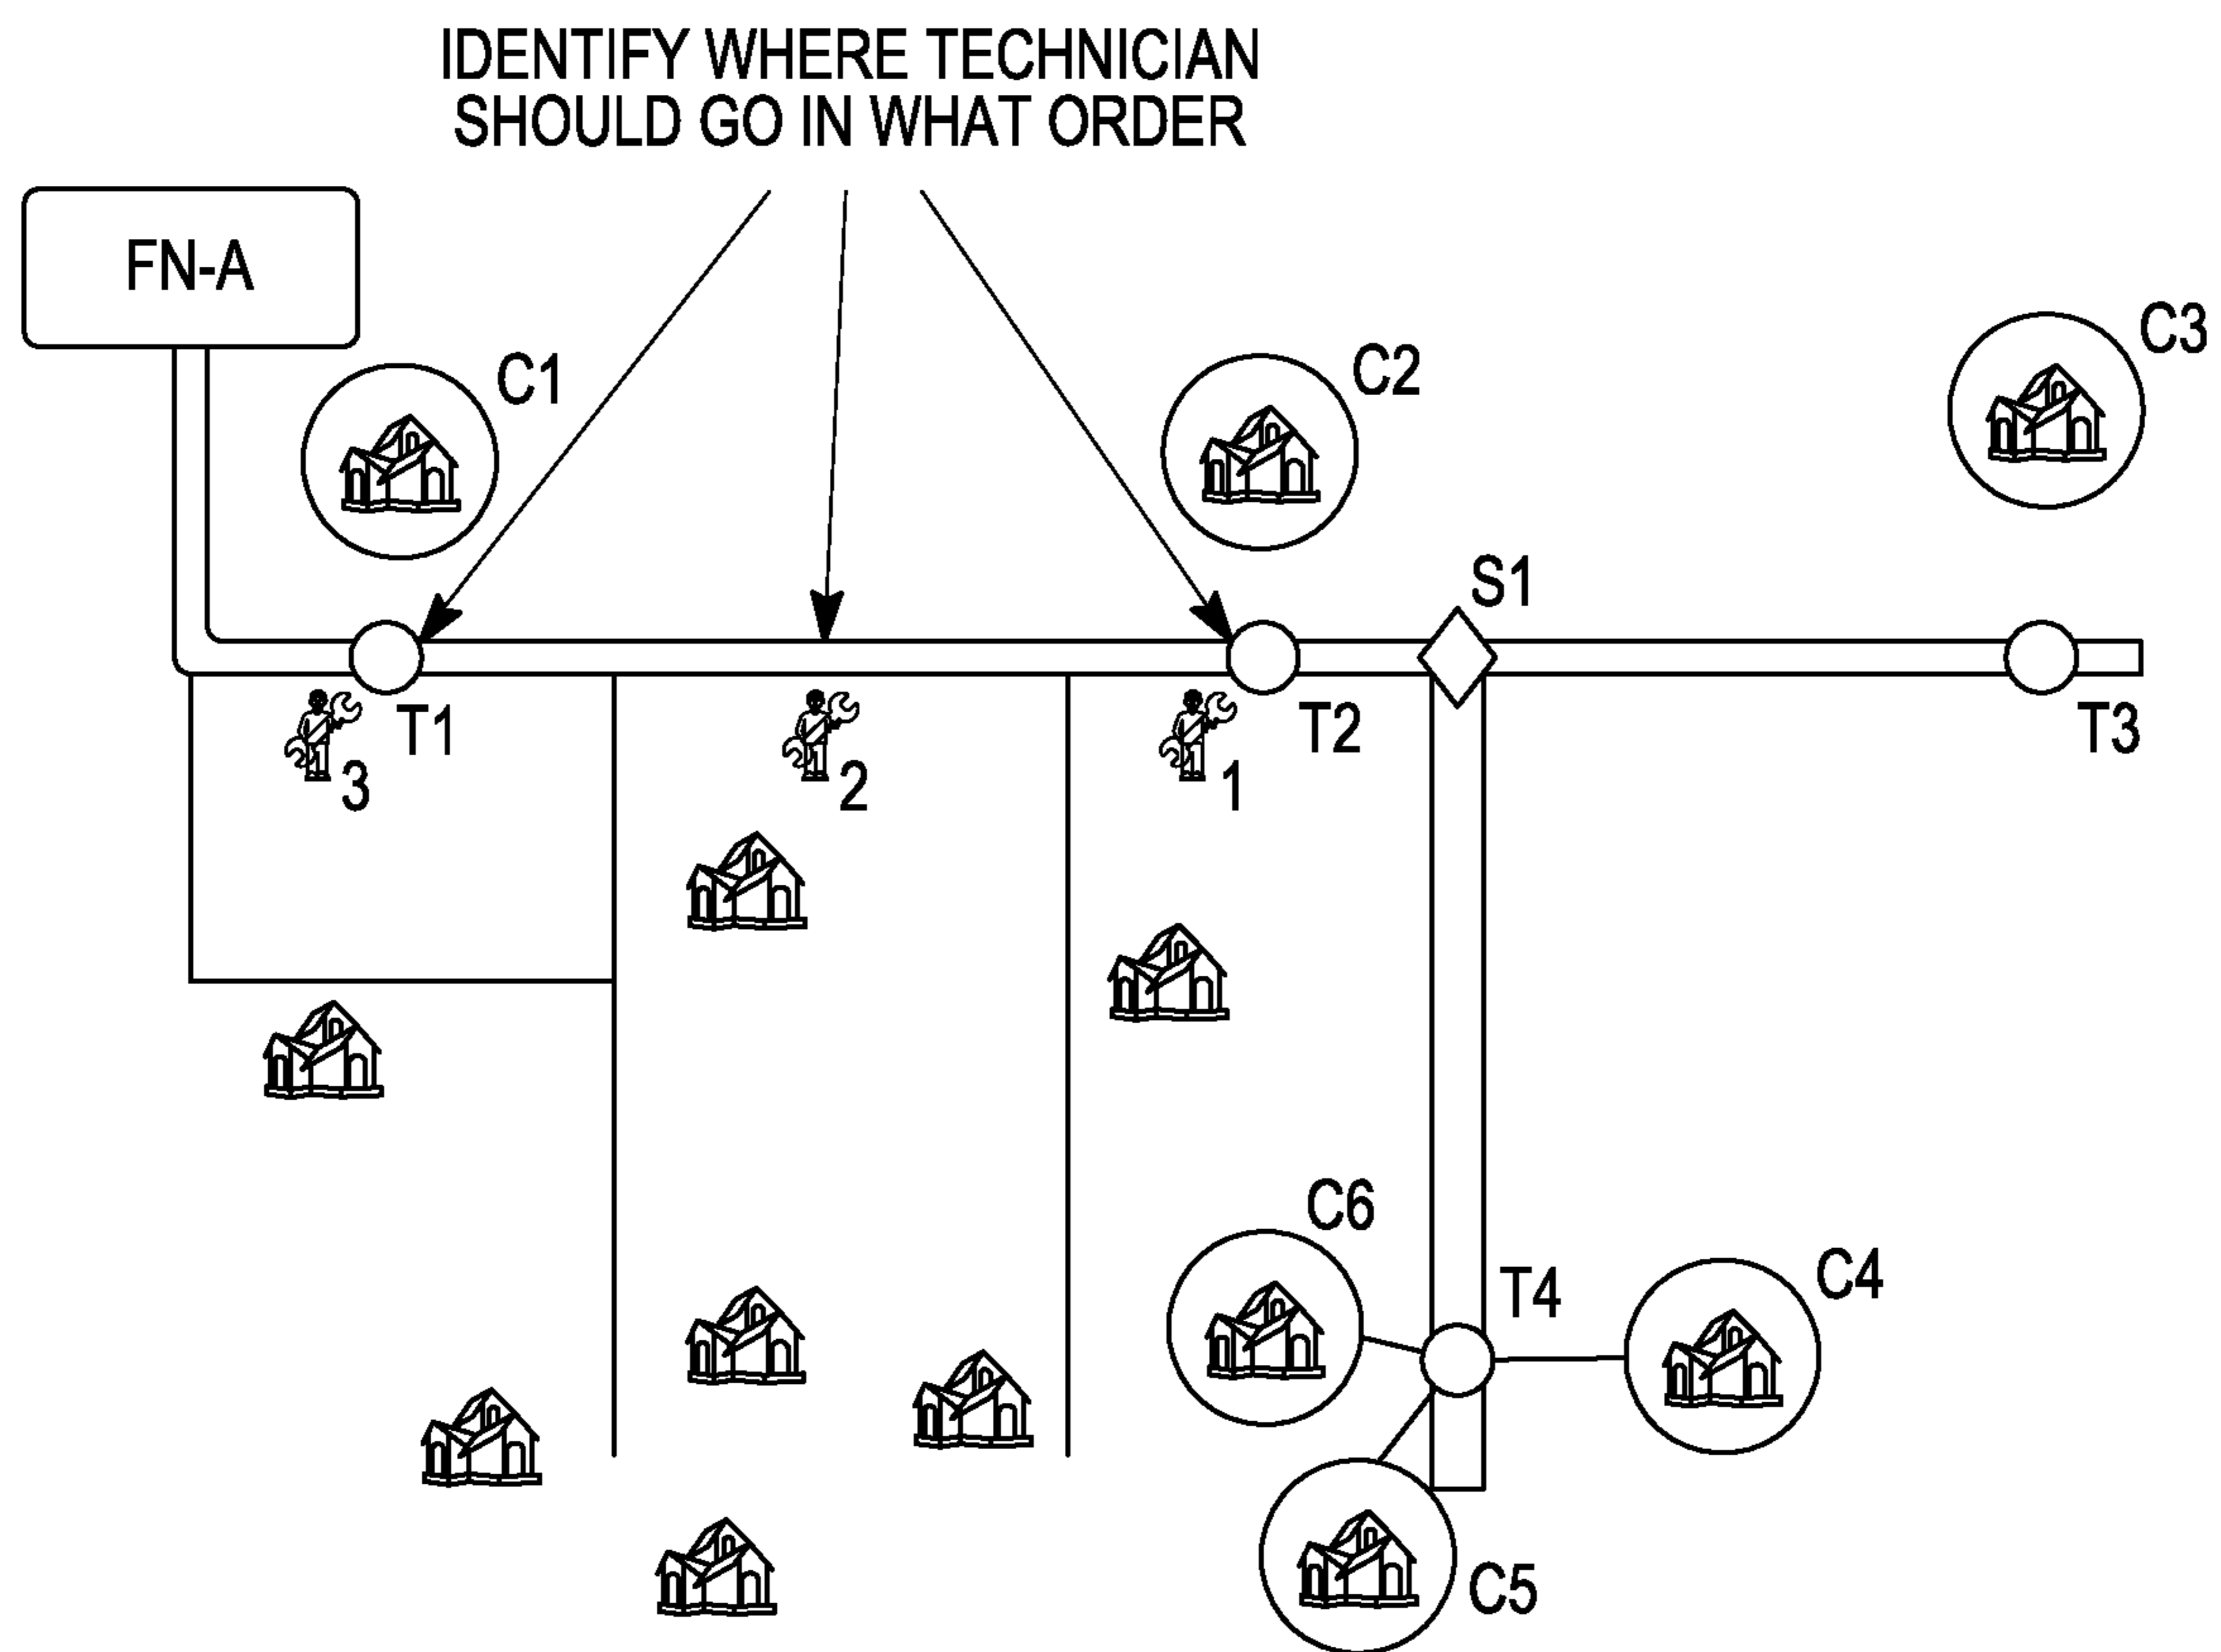 IDENTIFY WHERE TECHNICIAN
SHOULD GO IN WHAT ORDER
FN-A
C1
C2
C3
S1
T1
T2
T3
3
2
1
C6
T4
C4
C5